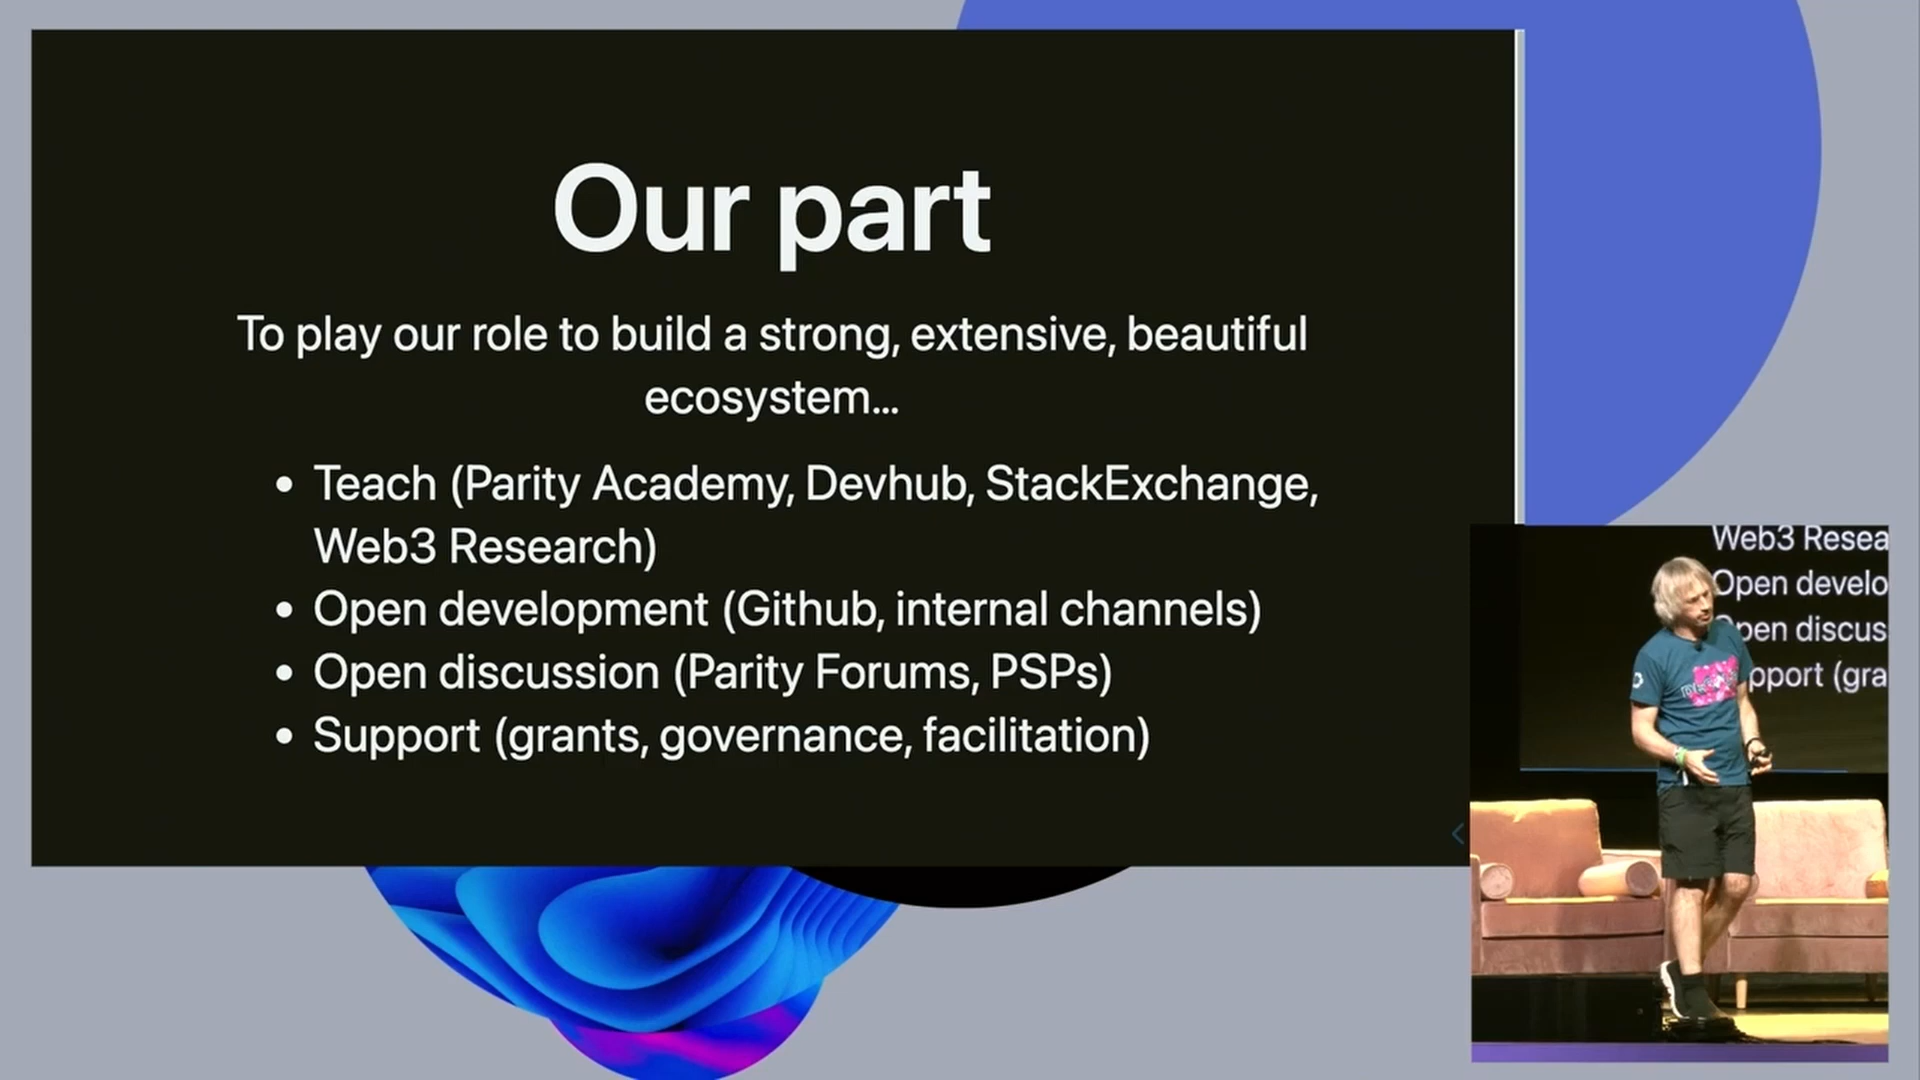 Our part
To play our role to build a strong, extensive, beautiful
ecosystem...
• Teach (Parity Academy, Devhub, StackExchange,
Web3 Research)
• Open development (Github, internal channels)
• Open discussion (Parity Forums, PSPs)
• Support (grants, governance, facilitation)
Web3 Resea
Open develo
Open discus
pport (gra